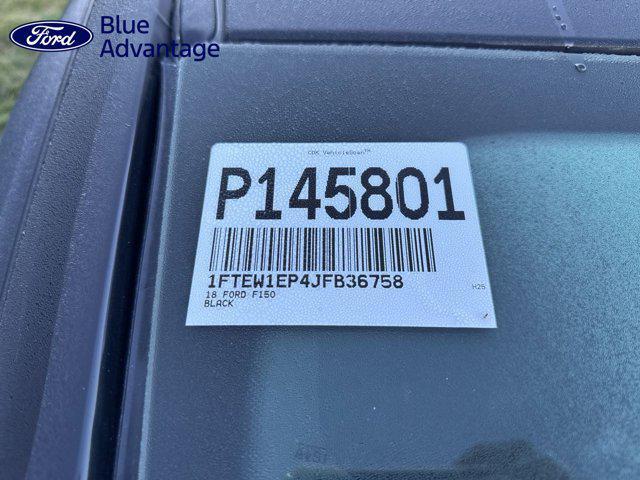 Ford
Blue
Advantage
CDK VehicleScan™
P145801
1FTEW1EP4JFB36758
18 FORD F150
H25
BLACK